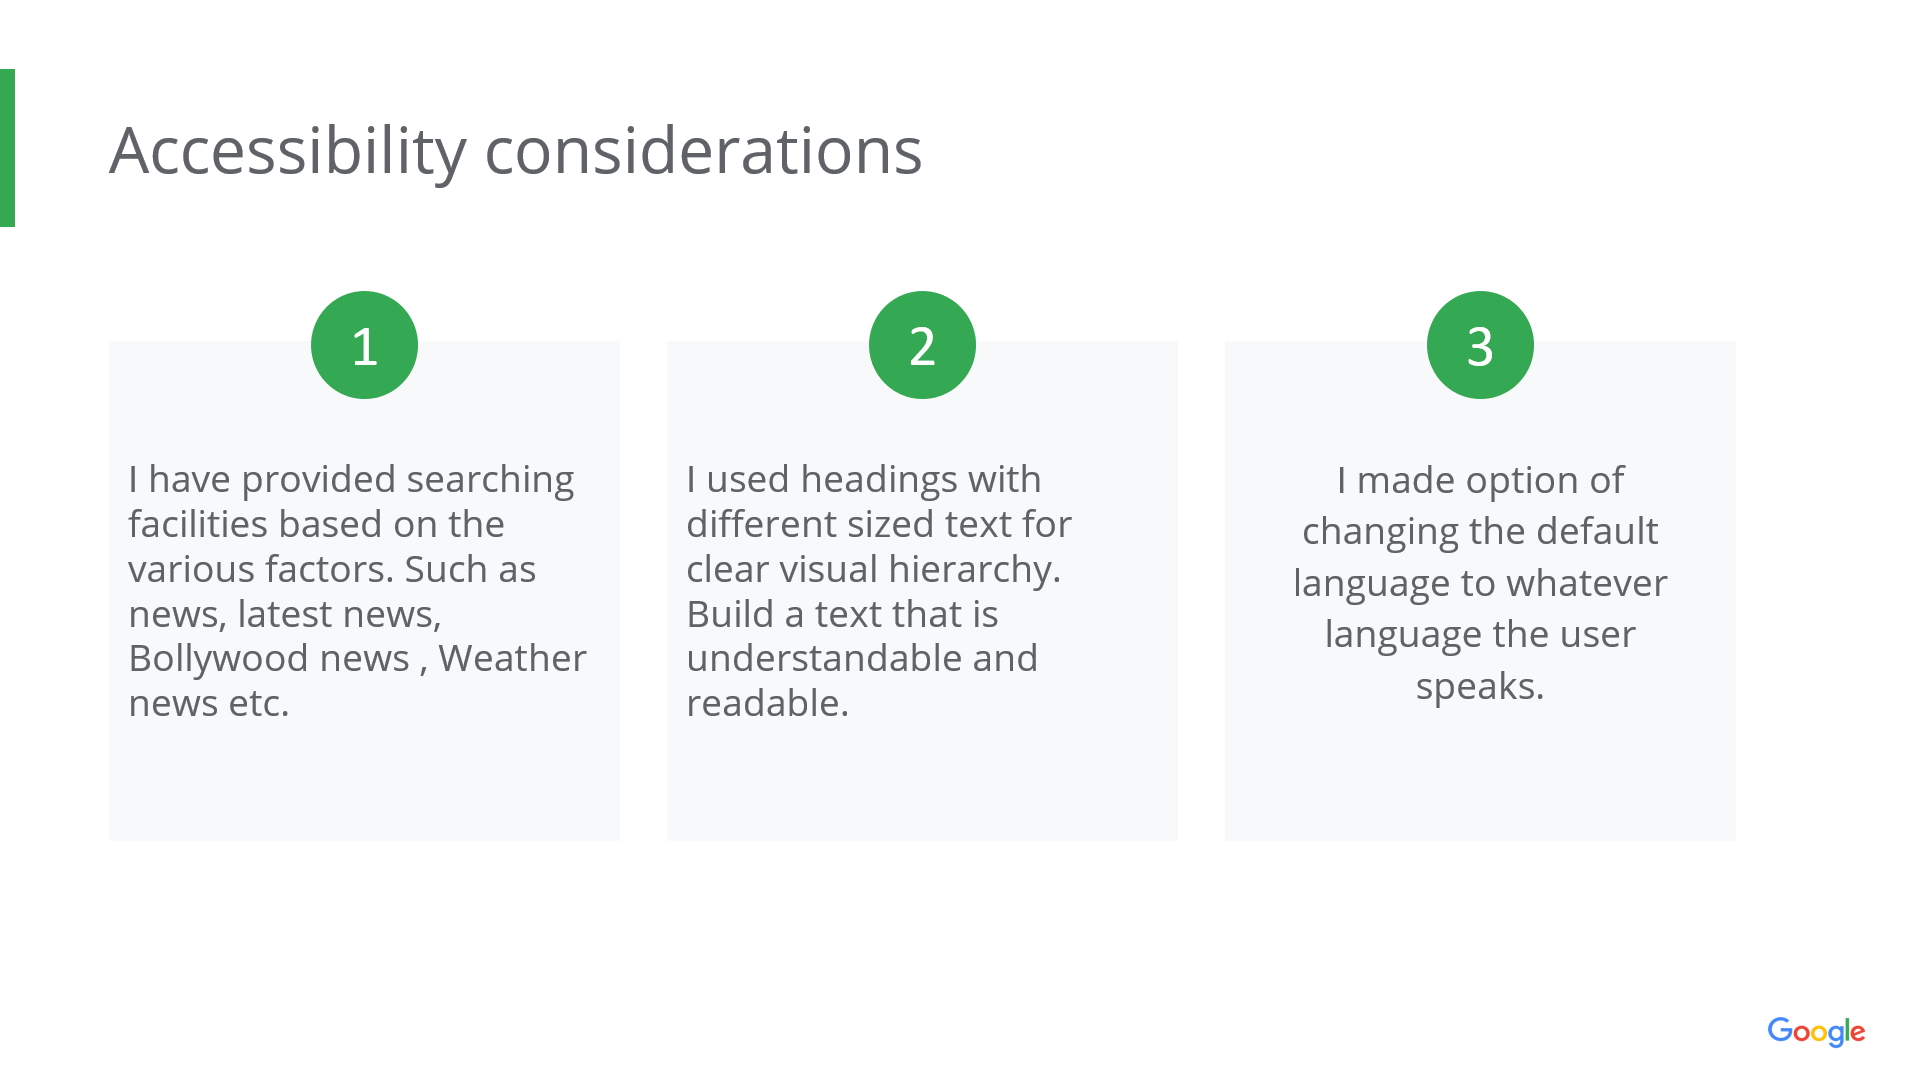 Accessibility considerations
1
I have provided searching
facilities based on the
various factors. Such as
news, latest news,
Bollywood news , Weather
news etc.
2
I used headings with
different sized text for
clear visual hierarchy.
Build a text that is
understandable and
readable.
3
I made option of
changing the default
language to whatever
language the user
speaks.
Google